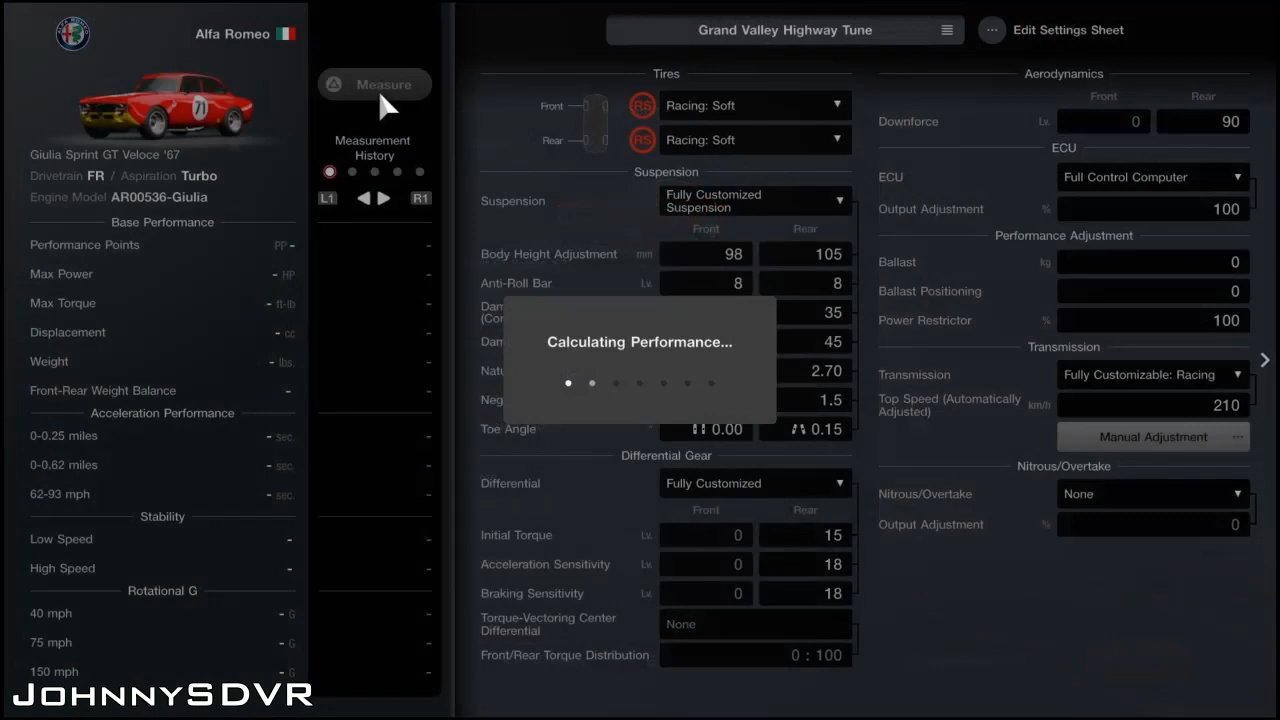 Alfa Romeo
71
Giulia Sprint GT Veloce '67
Drivetrain FR / Aspiration Turbo
Engine Model AR00536-Giulia
Base Performance
Performance Points PP -
Max Power - HP
Max Torque - ft-lb
Displacement - cc
Weight - lbs.
Front-Rear Weight Balance -
Acceleration Performance
0-0.25 miles - sec.
0-0.62 miles - sec.
62-93 mph - sec.
Stability
Low Speed -
High Speed -
Rotational G
40 mph - G
75 mph - G
150 mph - G
JohnnySDVR
Measure
Measurement
History
L1 R1
-
-
-
-
-
-
-
-
-
-
-
-
-
-
Grand Valley Highway Tune
... Edit Settings Sheet
Tires
Front RS Racing: Soft
Rear RS Racing: Soft
Suspension
Suspension Fully Customized
Suspension
Front Rear
Body Height Adjustment mm 98 105
Anti-Roll Bar Lv. 8 8
35
45
2.70
1.5
Toe Angle ° 0.00 0.15
Calculating Performance...
Differential Gear
Differential Fully Customized
Front Rear
Initial Torque Lv. 0 15
Acceleration Sensitivity Lv. 0 18
Braking Sensitivity Lv. 0 18
Torque-Vectoring Center
Differential None
Front/Rear Torque Distribution 0 : 100
Aerodynamics
Front Rear
Downforce Lv. 0 90
ECU
ECU Full Control Computer
Output Adjustment % 100
Performance Adjustment
Ballast kg 0
Ballast Positioning 0
Power Restrictor % 100
Transmission
Transmission Fully Customizable: Racing
Top Speed (Automatically
Adjusted) km/h 210
Manual Adjustment ...
Nitrous/Overtake
Nitrous/Overtake None
Output Adjustment % 0